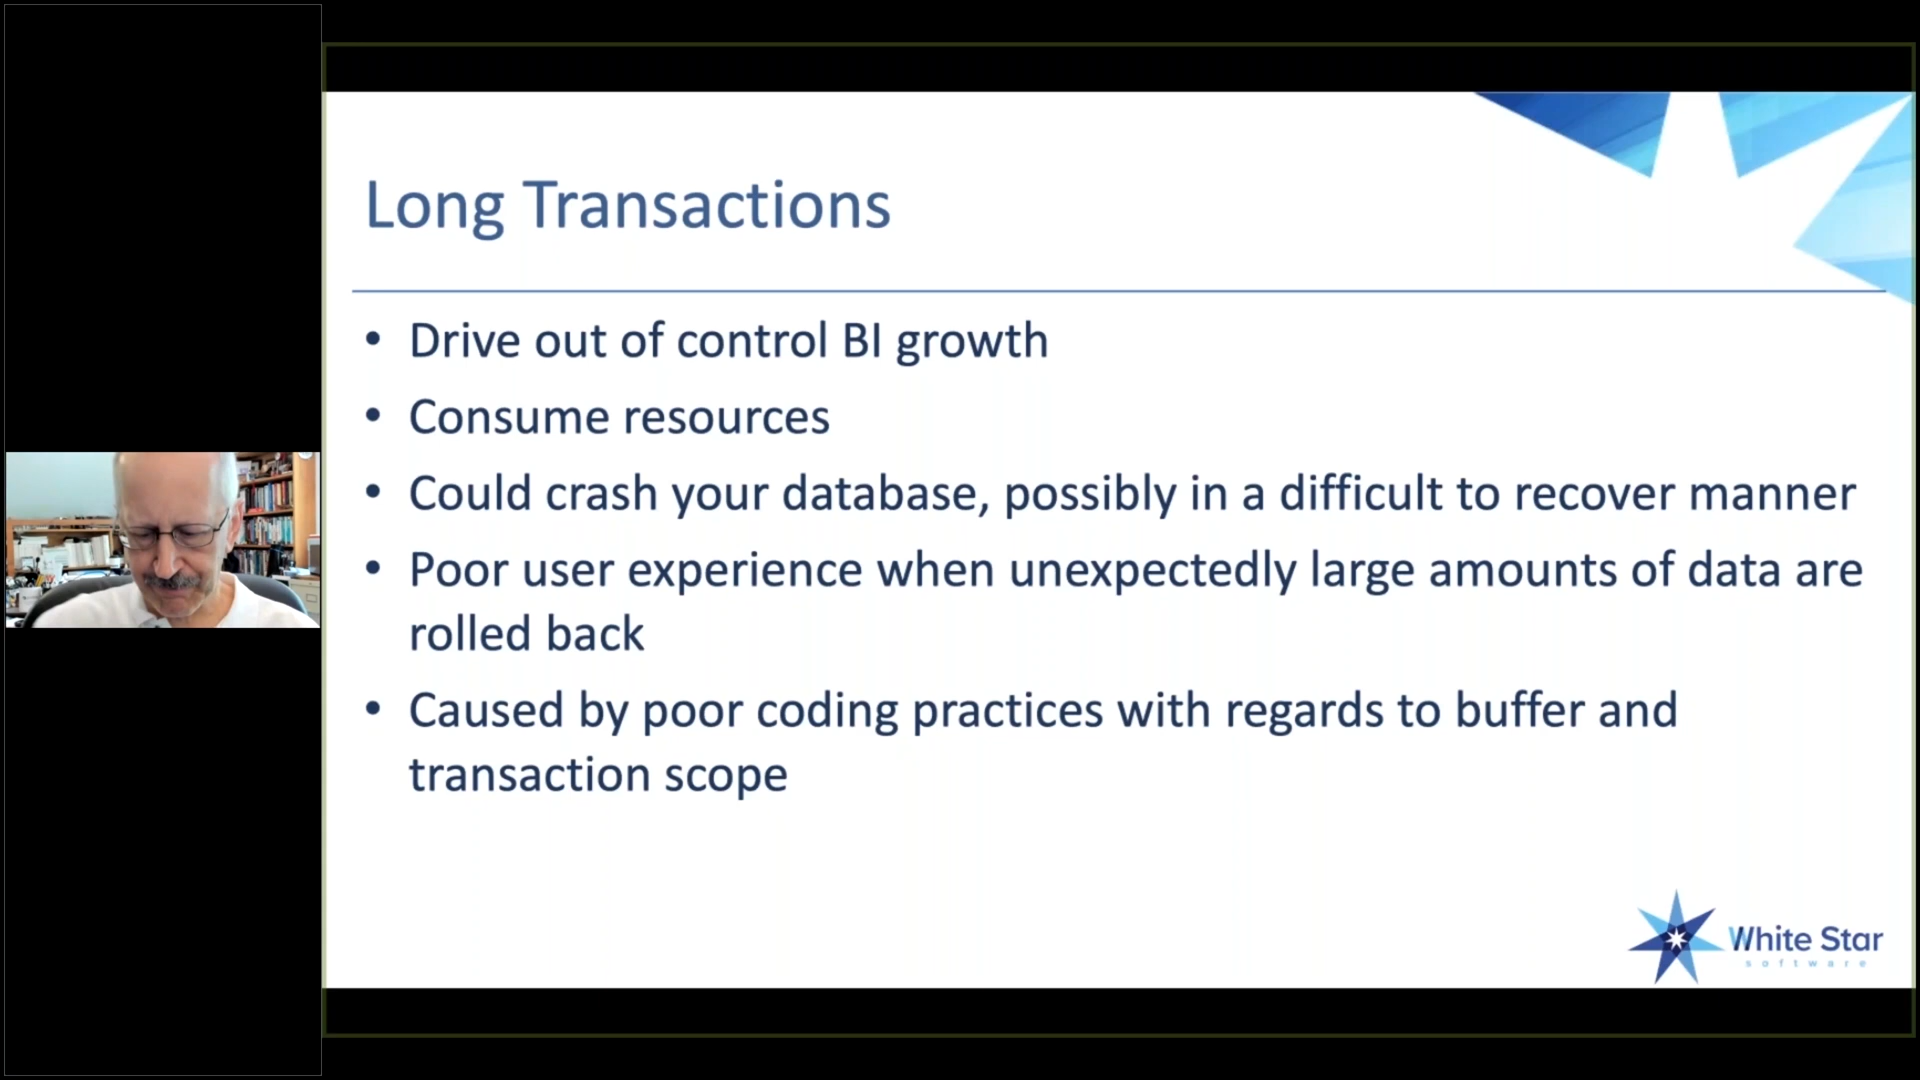 Long Transactions
• Drive out of control BI growth
• Consume resources
• Could crash your database, possibly in a difficult to recover manner
• Poor user experience when unexpectedly large amounts of data are
rolled back
• Caused by poor coding practices with regards to buffer and
transaction scope
White Star
software